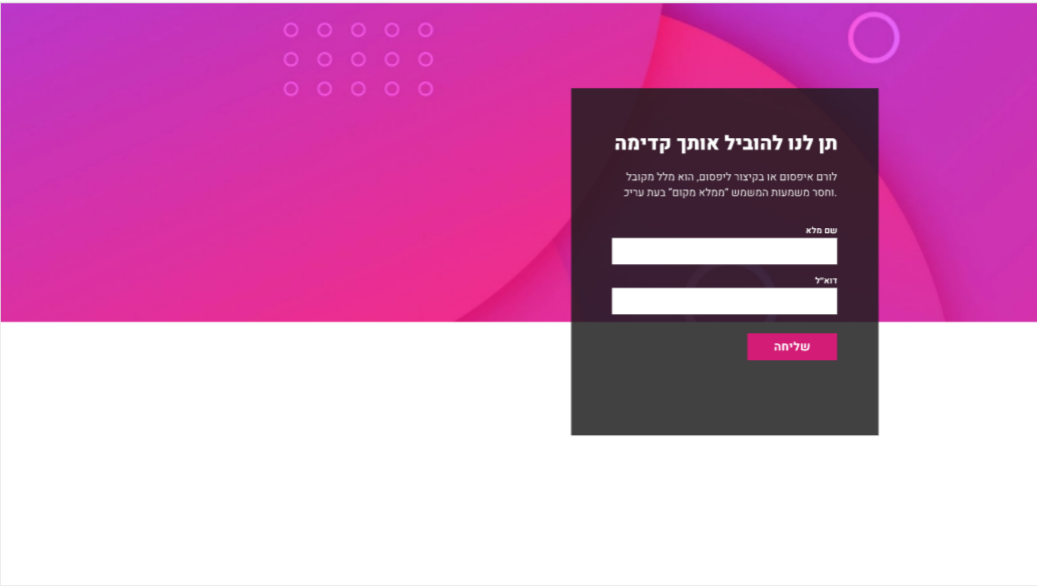 תן לנו להוביל אותך קדימה
לורם איפסום או בקיצור ליפסום, הוא מלל מקובל
וחסר משמעות המשמש "ממלא מקום" בעת עריכ.
שם מלא
דוא"ל
שליחה